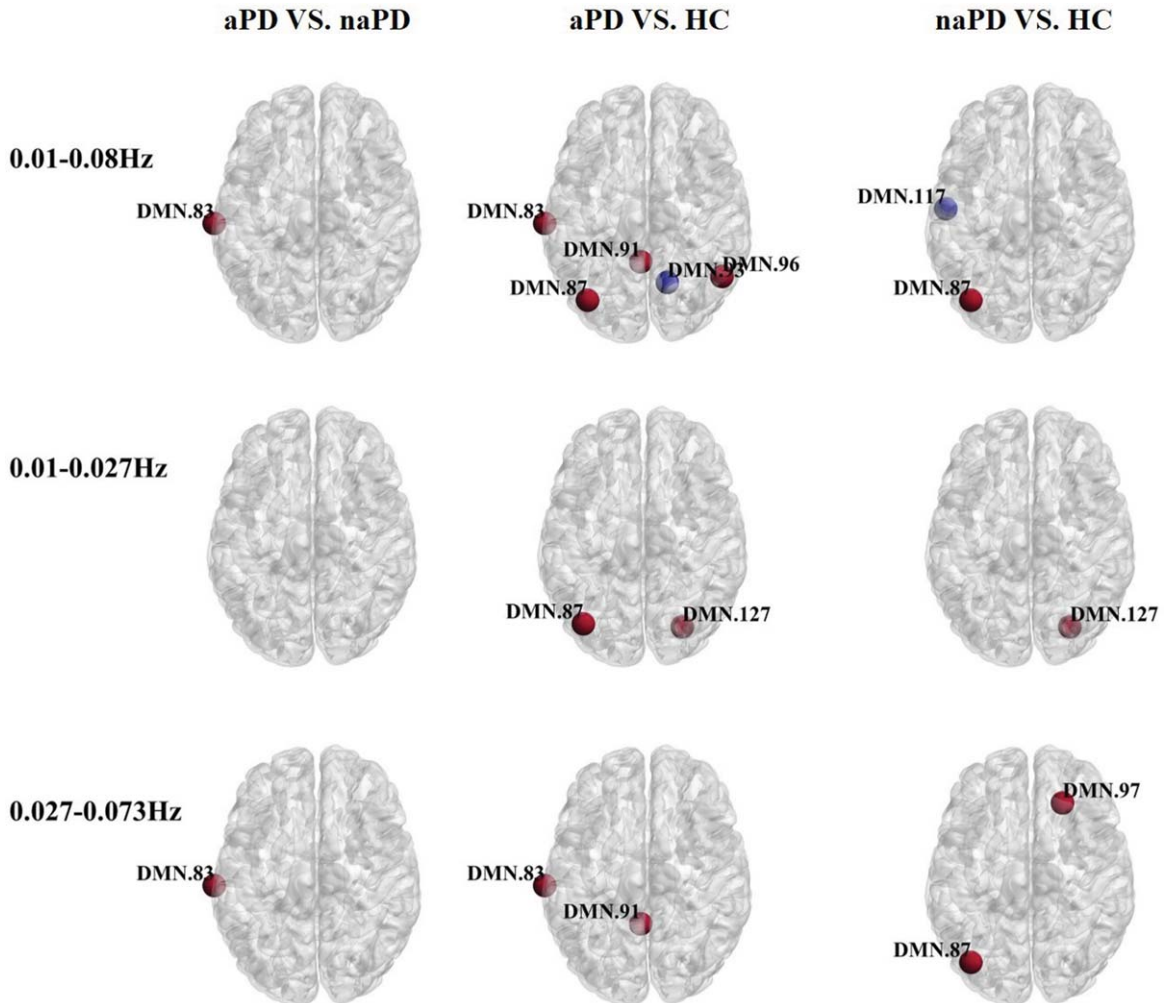 aPD VS. naPD
aPD VS. HC
naPD VS. HC
0.01-0.08Hz
DMN.83
DMN.83
DMN.91
DMN.93
DMN.96
DMN.87
DMN.117
DMN.87
0.01-0.027Hz
DMN.87
DMN.127
DMN.127
0.027-0.073Hz
DMN.83
DMN.83
DMN.91
DMN.97
DMN.87